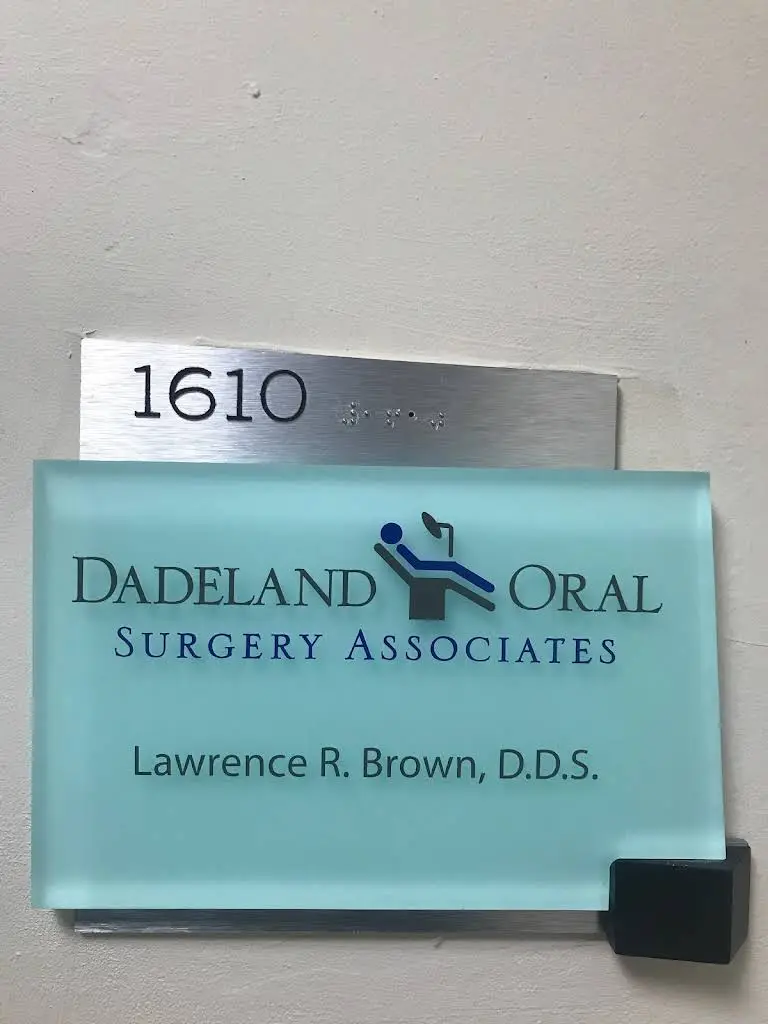 1610
DADELAND ORAL
SURGERY ASSOCIATES
Lawrence R. Brown, D.D.S.